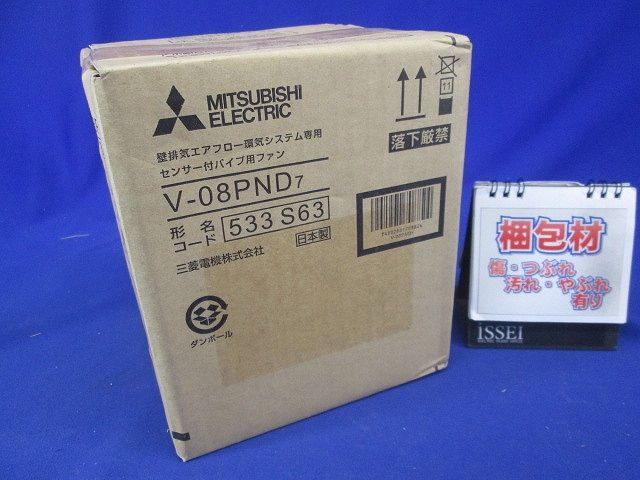 MITSUBISHI
ELECTRIC
壁排気エアフロー環気システム専用
センサー付パイプ用ファン
V-08PND7
形名
コード
533 S63
三菱電機株式会社
日本製
ダンボール
11
落下厳禁
梱包材
傷・つぶれ
汚れ・やぶれ
有り
iSSEI